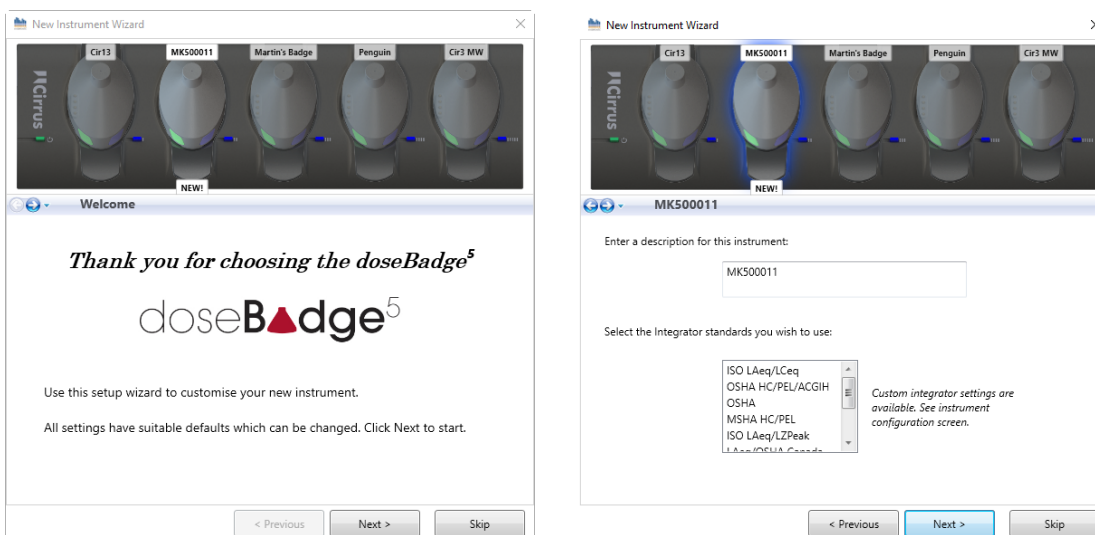 New Instrument Wizard
Cir13
MK500011
Martin's Badge
Penguin
Cir3 MW
Cirrus
NEW!
Welcome
Thank you for choosing the doseBadge⁵
doseBadge⁵
Use this setup wizard to customise your new instrument.
All settings have suitable defaults which can be changed. Click Next to start.
< Previous
Next >
Skip
New Instrument Wizard
Cir13
MK500011
Martin's Badge
Penguin
Cir3 MW
Cirrus
NEW!
MK500011
Enter a description for this instrument:
MK500011
Select the Integrator standards you wish to use:
ISO LAeq/LCeq
OSHA HC/PEL/ACGIH
OSHA
MSHA HC/PEL
ISO LAeq/LZPeak
LAeq/OSHA Canada
Custom integrator settings are
available. See instrument
configuration screen.
< Previous
Next >
Skip